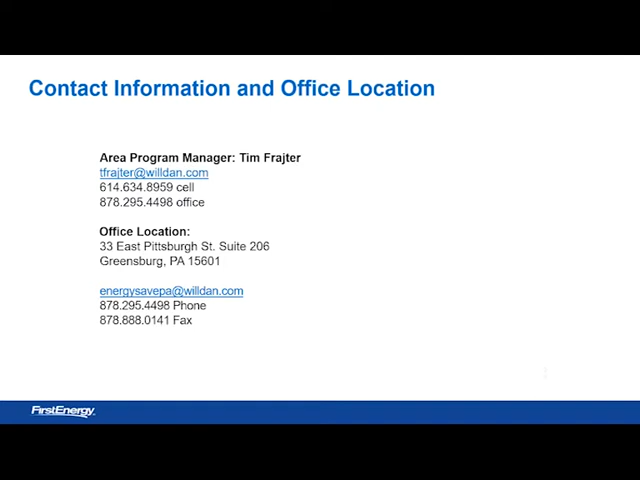 Contact Information and Office Location
Area Program Manager: Tim Frajter
tfrajter@willdan.com
614.634.8959 cell
878.295.4498 office
Office Location:
33 East Pittsburgh St. Suite 206
Greensburg, PA 15601
energysavepa@willdan.com
878.295.4498 Phone
878.888.0141 Fax
FirstEnergy